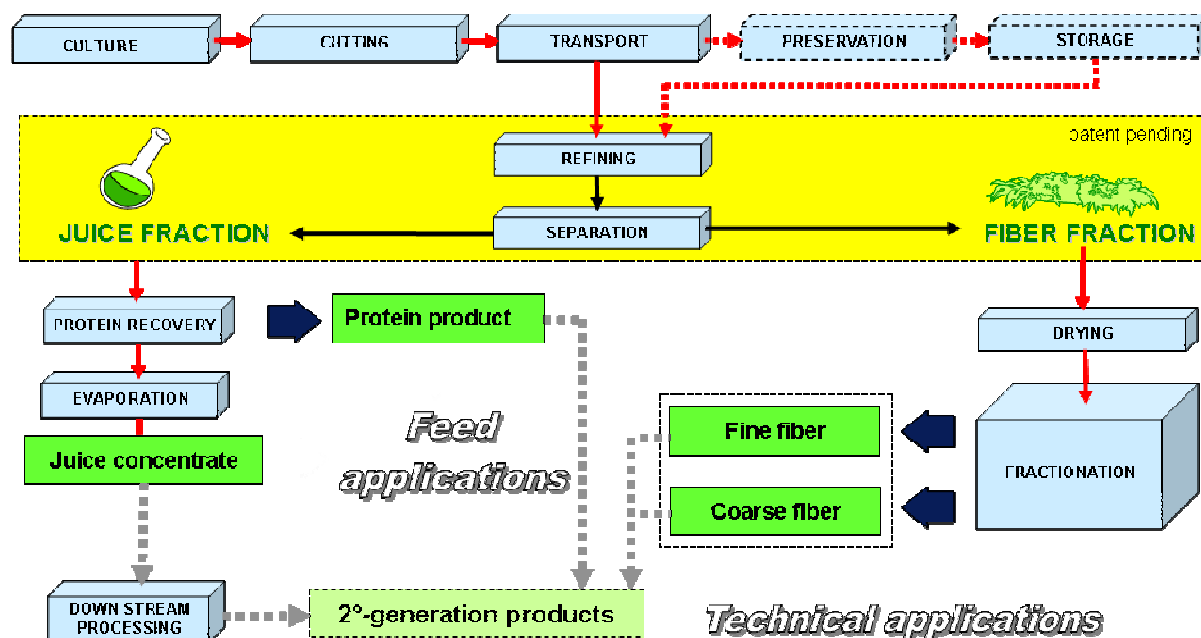 CULTURE
CUTTING
TRANSPORT
PRESERVATION
STORAGE
patent pending
REFINING
JUICE FRACTION
SEPARATION
FIBER FRACTION
PROTEIN RECOVERY
Protein product
DRYING
EVAPORATION
Feed
applications
Fine fiber
Juice concentrate
FRACTIONATION
Coarse fiber
DOWN STREAM
PROCESSING
2°-generation products
Technical applications